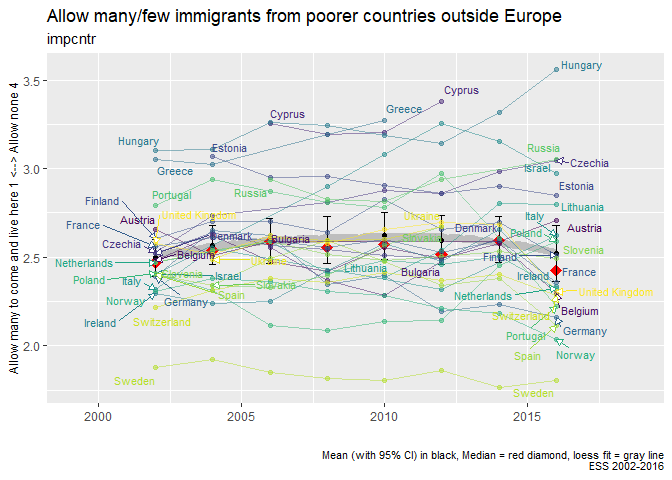 Allow many/few immigrants from poorer countries outside Europe
impcntr
Allow many to come live here 1 <--> Allow none 4
3.5
3.0
2.5
2.0
Hungary
Greece
Portugal
Finland
Austria
United Kingdom
France
Czechia
Belgium
Netherlands
Poland
Slovenia
Italy
Norway
Ireland
Germany
Switzerland
Sweden
Estonia
Denmark
Israel
Spain
Cyprus
Russia
Bulgaria
Slovakia
Greece
Lithuania
Cyprus
Ukraine
Bulgaria
Denmark
Finland
Netherlands
Hungary
Russia
Israel
Czechia
Estonia
Lithuania
Italy
Austria
Poland
Slovenia
France
Ireland
United Kingdom
Belgium
Switzerland
Germany
Portugal
Spain
Norway
Sweden
2000
2005
2010
2015
Mean (with 95% CI) in black, Median = red diamond, loess fit = gray line
ESS 2002-2016